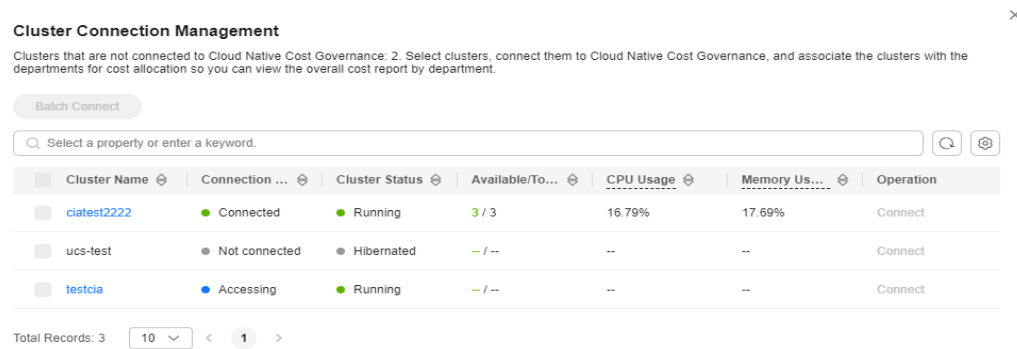 Cluster Connection Management
Clusters that are not connected to Cloud Native Cost Governance: 2. Select clusters, connect them to Cloud Native Cost Governance, and associate the clusters with the
departments for cost allocation so you can view the overall cost report by department.
Batch Connect
Select a property or enter a keyword.
Cluster Name Connection ... Cluster Status Available/To... CPU Usage Memory Us... Operation
ciatest2222 Connected Running 3 / 3 16.79% 17.69% Connect
ucs-test Not connected Hibernated -- / -- -- -- Connect
testcia Accessing Running -- / -- -- -- Connect
Total Records: 3 10 < 1 >